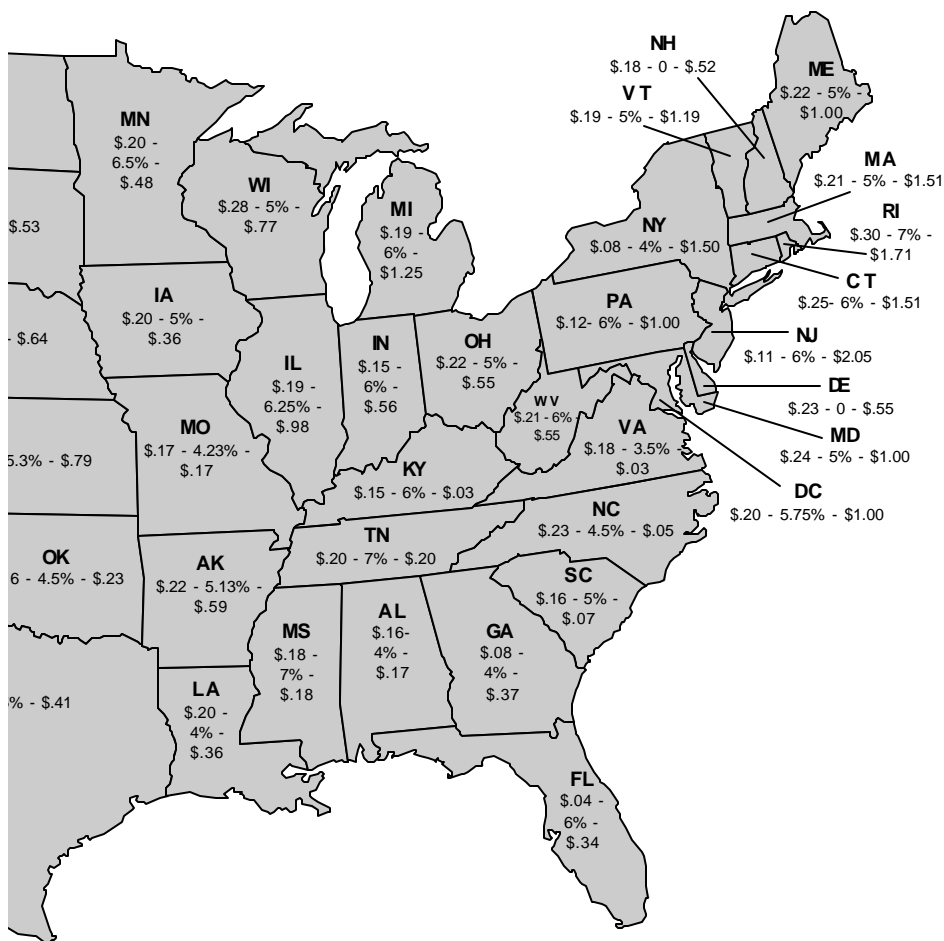 NH
$.18 - 0 - $.52
VT
$.19 - 5% - $1.19
ME
$.22 - 5% -
$1.00
MN
$.20 -
6.5% -
$.48
WI
$.28 - 5% -
$.77
MI
$.19 -
6% -
$1.25
MA
$.21 - 5% - $1.51
RI
$.30 - 7% -
$1.71
NY
$.08 - 4% - $1.50
CT
$.25- 6% - $1.51
$.53
IA
$.20 - 5% -
$.36
PA
$.12- 6% - $1.00
NJ
$.11 - 6% - $2.05
- $.64
IL
$.19 -
6.25% -
$.98
IN
$.15 -
6% -
$.56
OH
$.22 - 5% -
$.55
DE
$.23 - 0 - $.55
WV
$.21 - 6% -
$.55
MD
$.24 - 5% - $1.00
MO
$.17 - 4.23% -
$.17
VA
$.18 - 3.5% -
$.03
DC
$.20 - 5.75% - $1.00
5.3% - $.79
KY
$.15 - 6% - $.03
NC
$.23 - 4.5% - $.05
TN
$.20 - 7% - $.20
OK
6 - 4.5% - $.23
AK
$.22 - 5.13% -
$.59
SC
$.16 - 5% -
$.07
MS
$.18 -
7% -
$.18
AL
$.16-
4% -
$.17
GA
$.08 -
4% -
$.37
% - $.41
LA
$.20 -
4% -
$.36
FL
$.04 -
6% -
$.34